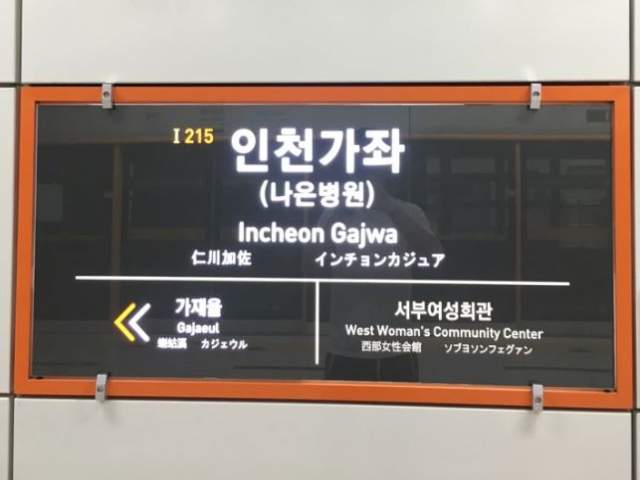 I 215 인천가좌
(나온병원)
Incheon Gajwa
仁川加佐 インチョンカジュア
가재울
Gajaeul
カジェウル
서부여성회관
West Woman's Community Center
西部女性会館 ソブヨソンフェグァン